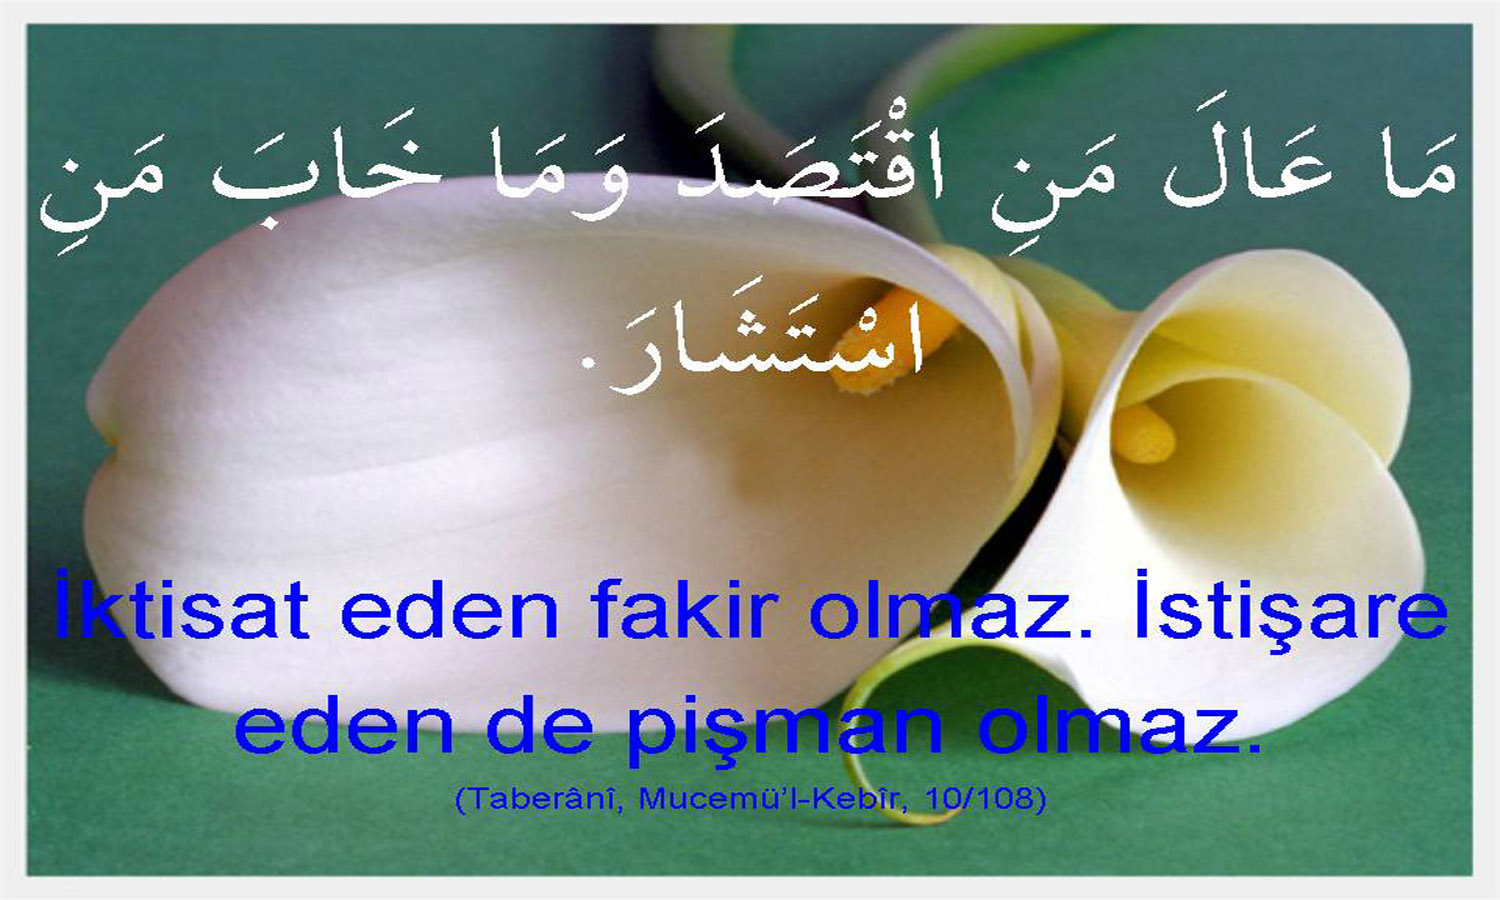 مَا عَالَ مَنِ اقْتَصَدَ وَمَا خَابَ مَنِ
اسْتَشَارَ.
İktisat eden fakir olmaz. İstişare
eden de pişman olmaz.
(Taberânî, Mucemü’l-Kebîr, 10/108)